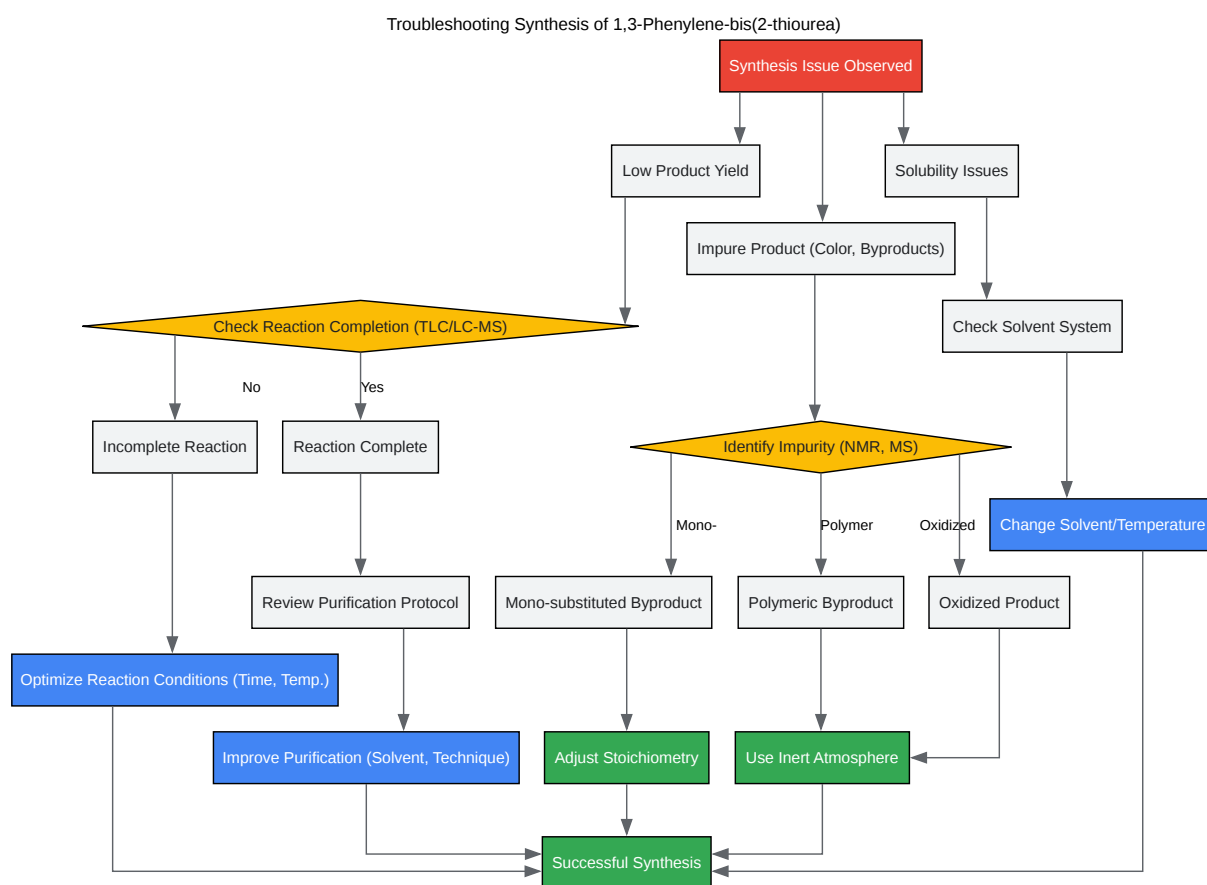 Troubleshooting Synthesis of 1,3-Phenylene-bis(2-thiourea)
Synthesis Issue Observed
Low Product Yield
Solubility Issues
Impure Product (Color, Byproducts)
Check Reaction Completion (TLC/LC-MS)
Check Solvent System
No
Yes
Incomplete Reaction
Reaction Complete
Identify Impurity (NMR, MS)
Mono-
Polymer
Oxidized
Change Solvent/Temperature
Review Purification Protocol
Mono-substituted Byproduct
Polymeric Byproduct
Oxidized Product
Optimize Reaction Conditions (Time, Temp.)
Improve Purification (Solvent, Technique)
Adjust Stoichiometry
Use Inert Atmosphere
Successful Synthesis